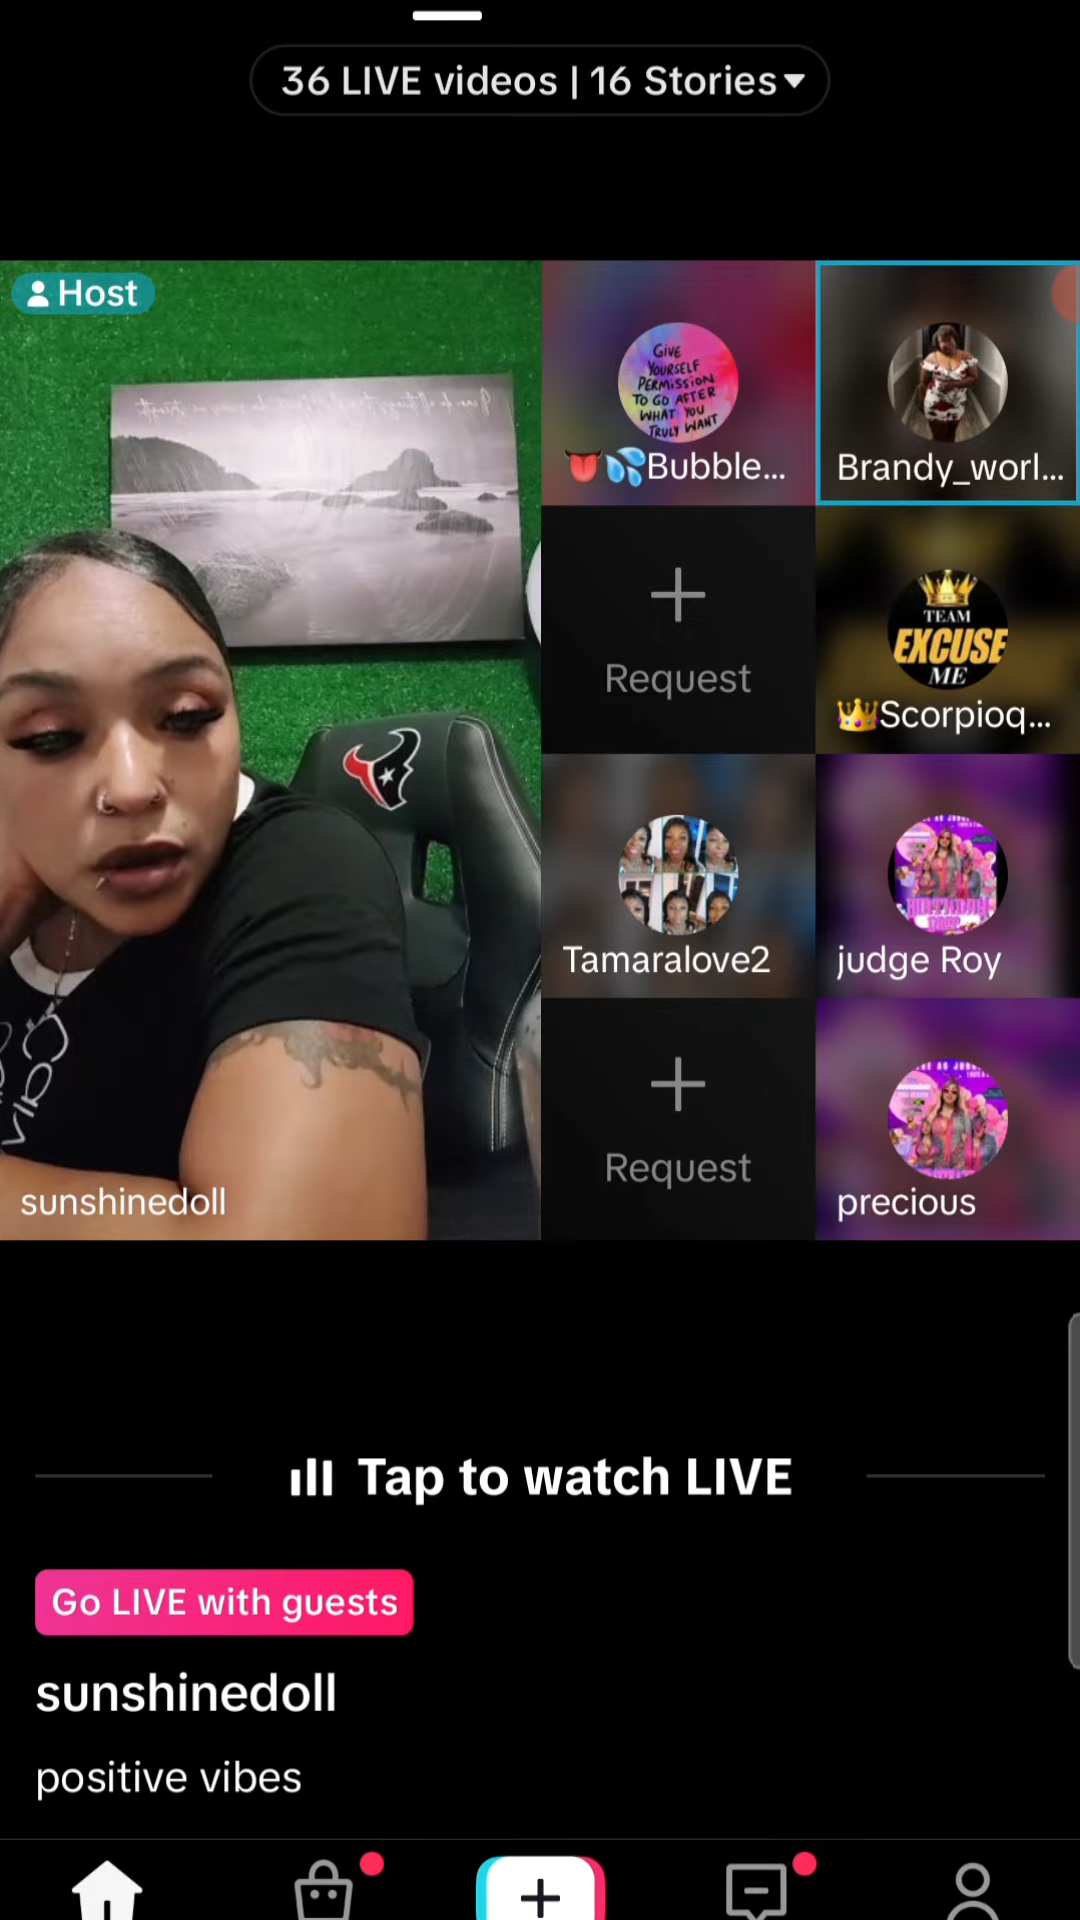 36 LIVE videos | 16 Stories
Host
GIVE
YOURSELF
PERMISSION
TO GO AFTER
WHAT YOU
TRULY WANT
👅💦Bubble...
Brandy_worl...
Request
TEAM
EXCUSE
ME
👑Scorpioq...
Tamaralove2
judge Roy
Request
precious
sunshinedoll
Tap to watch LIVE
Go LIVE with guests
sunshinedoll
positive vibes